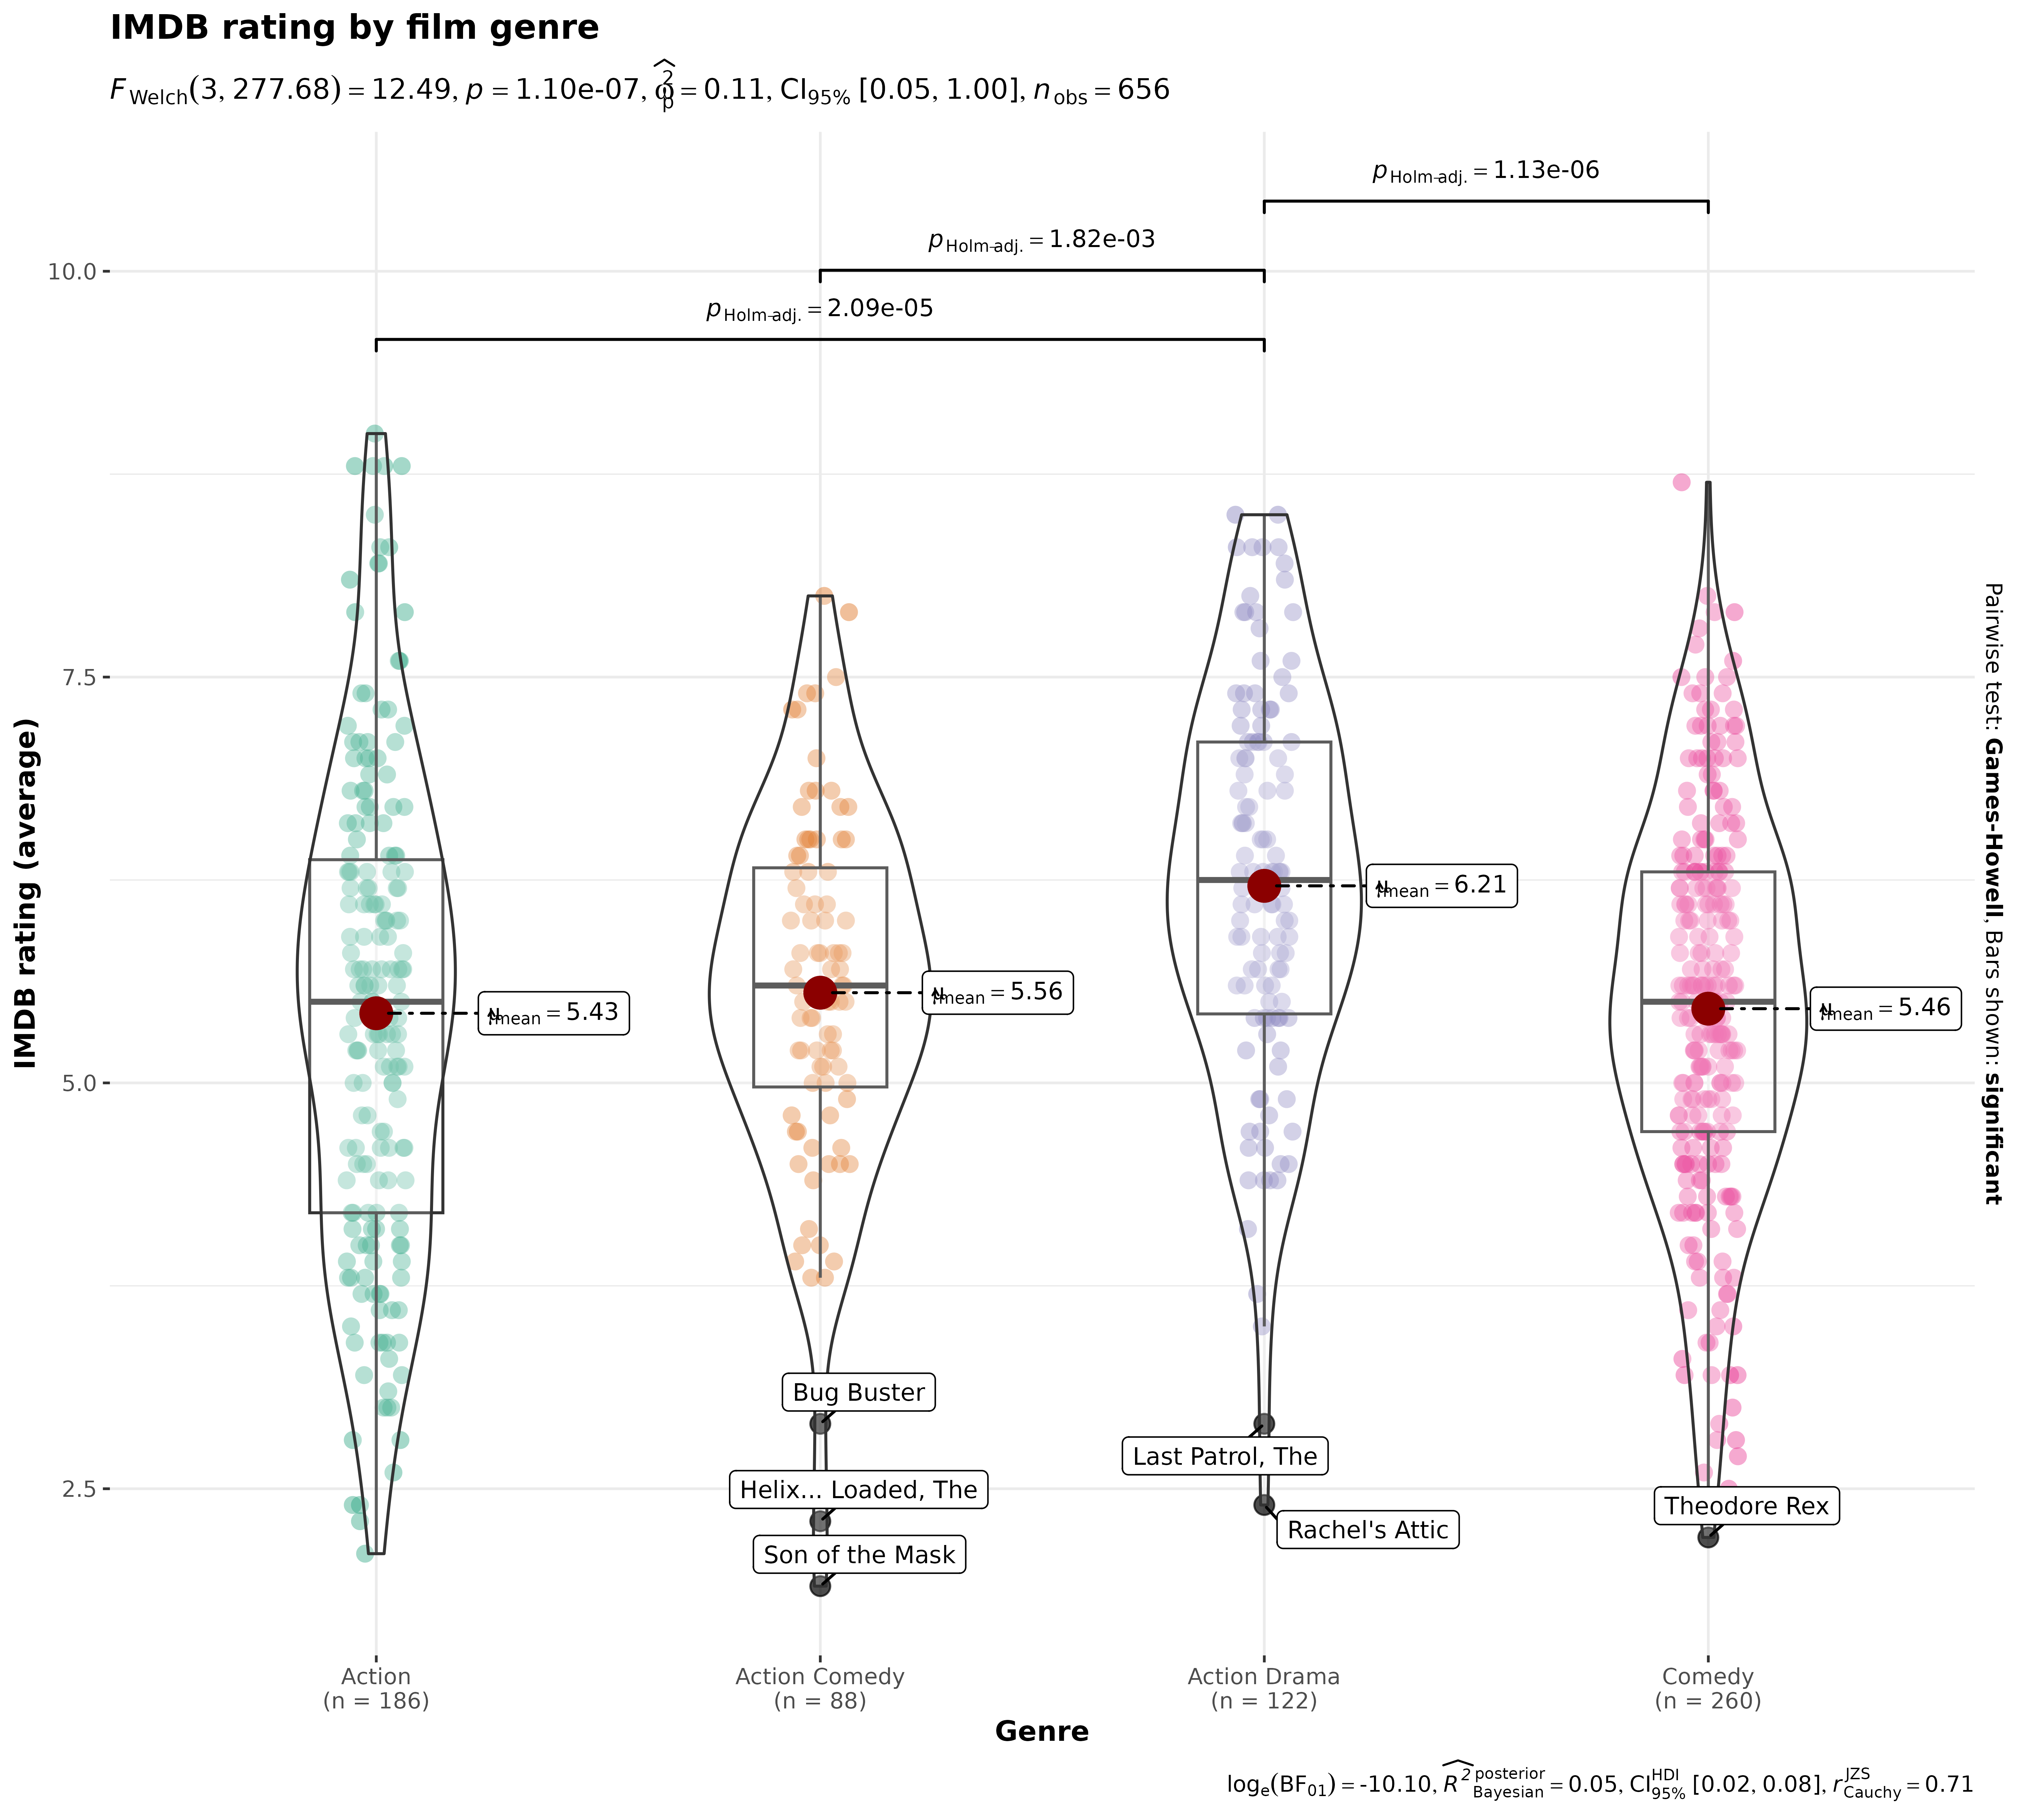 IMDB rating by film genre
F Welch(3, 277.68) = 12.49, p = 1.10e-07, ω̂²p = 0.11, CI95% [0.05, 1.00], n obs = 656
p Holm-adj. = 1.13e-06
p Holm-adj. = 1.82e-03
p Holm-adj. = 2.09e-05
10.0
7.5
5.0
2.5
IMDB rating (average)
μ̂mean = 6.21
μ̂mean = 5.56
μ̂mean = 5.46
μ̂mean = 5.43
Bug Buster
Last Patrol, The
Helix... Loaded, The
Theodore Rex
Rachel's Attic
Son of the Mask
Pairwise test: Games-Howell, Bars shown: significant
Action
(n = 186)
Action Comedy
(n = 88)
Action Drama
(n = 122)
Comedy
(n = 260)
Genre
loge(BF01) = -10.10, R̂² posterior Bayesian = 0.05, CI HDI 95% [0.02, 0.08], r JZS Cauchy = 0.71